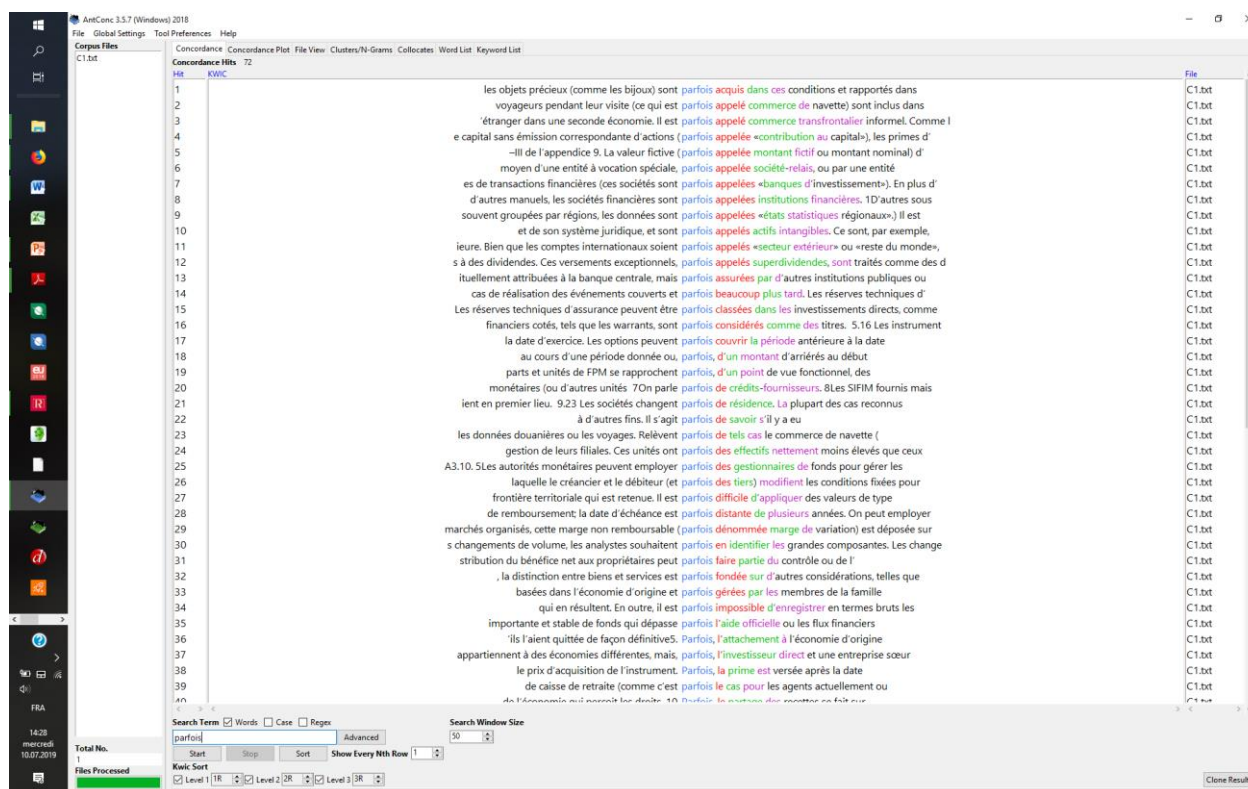 AntConc 3.5.7 (Windows) 2018
File Global Settings Tool Preferences Help
Corpus Files
C1.txt
Concordance Concordance Plot File View Clusters/N-Grams Collocates Word List Keyword List
Concordance Hits 72
Hit KWIC File
1 les objets précieux (comme les bijoux) sont parfois acquis dans ces conditions et rapportés dans C1.txt
2 voyageurs pendant leur visite (ce qui est parfois appelé commerce de navette) sont inclus dans C1.txt
3 'étranger dans une seconde économie. Il est parfois appelé commerce transfrontalier informel. Comme l C1.txt
4 e capital sans émission correspondante d'actions (parfois appelée «contribution au capital»), les primes d' C1.txt
5 –III de l'appendice 9. La valeur fictive (parfois appelée montant fictif ou montant nominal) d' C1.txt
6 moyen d'une entité à vocation spéciale, parfois appelée société-relais, ou par une entité C1.txt
7 es de transactions financières (ces sociétés sont parfois appelées «banques d'investissement»). En plus d' C1.txt
8 d'autres manuels, les sociétés financières sont parfois appelées institutions financières. 1D'autres sous C1.txt
9 souvent groupées par régions, les données sont parfois appelées «états statistiques régionaux».) Il est C1.txt
10 et de son système juridique, et sont parfois appelés actifs intangibles. Ce sont, par exemple, C1.txt
11 ieure. Bien que les comptes internationaux soient parfois appelés «secteur extérieur» ou «reste du monde», C1.txt
12 s à des dividendes. Ces versements exceptionnels, parfois appelés superdividendes, sont traités comme des d C1.txt
13 ituellement attribuées à la banque centrale, mais parfois assurées par d'autres institutions publiques ou C1.txt
14 cas de réalisation des événements couverts et parfois beaucoup plus tard. Les réserves techniques d' C1.txt
15 Les réserves techniques d'assurance peuvent être parfois classées dans les investissements directs, comme C1.txt
16 financiers cotés, tels que les warrants, sont parfois considérés comme des titres. 5.16 Les instrument C1.txt
17 la date d'exercice. Les options peuvent parfois couvrir la période antérieure à la date C1.txt
18 au cours d'une période donnée ou, parfois, d'un montant d'arriérés au début C1.txt
19 parts et unités de FPM se rapprochent parfois, d'un point de vue fonctionnel, des C1.txt
20 monétaires (ou d'autres unités 7On parle parfois de crédits-fournisseurs. 8Les SIFIM fournis mais C1.txt
21 ient en premier lieu. 9.23 Les sociétés changent parfois de résidence. La plupart des cas reconnus C1.txt
22 à d'autres fins. Il s'agit parfois de savoir s'il y a eu C1.txt
23 les données douanières ou les voyages. Relèvent parfois de tels cas le commerce de navette ( C1.txt
24 gestion de leurs filiales. Ces unités ont parfois des effectifs nettement moins élevés que ceux C1.txt
25 A3.10. 5Les autorités monétaires peuvent employer parfois des gestionnaires de fonds pour gérer les C1.txt
26 laquelle le créancier et le débiteur (et parfois des tiers) modifient les conditions fixées pour C1.txt
27 frontière territoriale qui est retenue. Il est parfois difficile d'appliquer des valeurs de type C1.txt
28 de remboursement; la date d'échéance est parfois distante de plusieurs années. On peut employer C1.txt
29 marchés organisés, cette marge non remboursable (parfois dénommée marge de variation) est déposée sur C1.txt
30 s changements de volume, les analystes souhaitent parfois en identifier les grandes composantes. Les change C1.txt
31 stribution du bénéfice net aux propriétaires peut parfois faire partie du contrôle ou de l' C1.txt
32 , la distinction entre biens et services est parfois fondée sur d'autres considérations, telles que C1.txt
33 basées dans l'économie d'origine et parfois gérées par les membres de la famille C1.txt
34 qui en résultent. En outre, il est parfois impossible d'enregistrer en termes bruts les C1.txt
35 importante et stable de fonds qui dépasse parfois l'aide officielle ou les flux financiers C1.txt
36 'ils l'aient quittée de façon définitive5. Parfois, l'attachement à l'économie d'origine C1.txt
37 appartiennent à des économies différentes, mais, parfois, l'investisseur direct et une entreprise sœur C1.txt
38 le prix d'acquisition de l'instrument. Parfois, la prime est versée après la date C1.txt
39 de caisse de retraite (comme c'est parfois le cas pour les agents actuellement ou C1.txt
40 de l'économie qui perçoit les droits. 10 Parfois, le partage des recettes se fait sur C1.txt
Search Term Words Case Regex Search Window Size
parfois Advanced 50
Start Stop Sort Show Every Nth Row 1
Kwic Sort
Level 1 1R Level 2 2R Level 3 3R Clone Result
Total No.
1
Files Processed
FRA
14:28
mercredi
10.07.2019